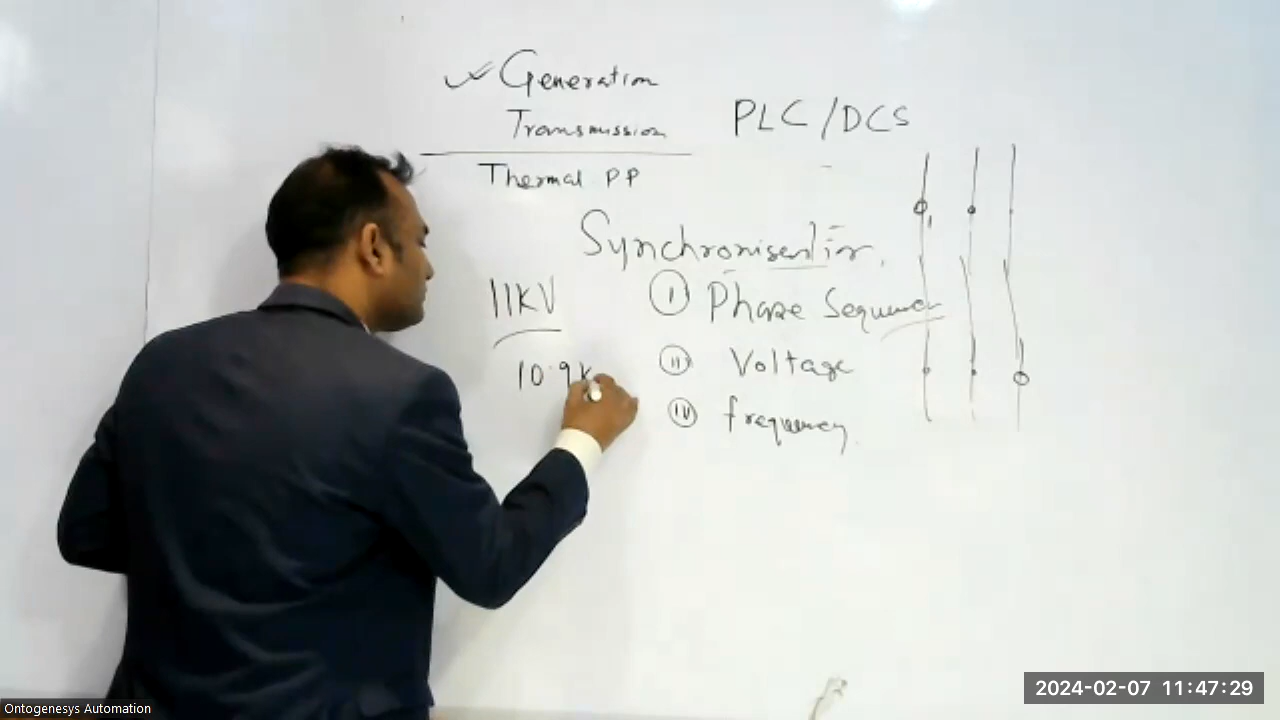 Generation
Transmission
PLC/DCS
Thermal PP
Synchronisation.
11KV
I Phase Sequence
10.9K
II Voltage
IV frequency.
2024-02-07 11:47:29
Ontogenesys Automation